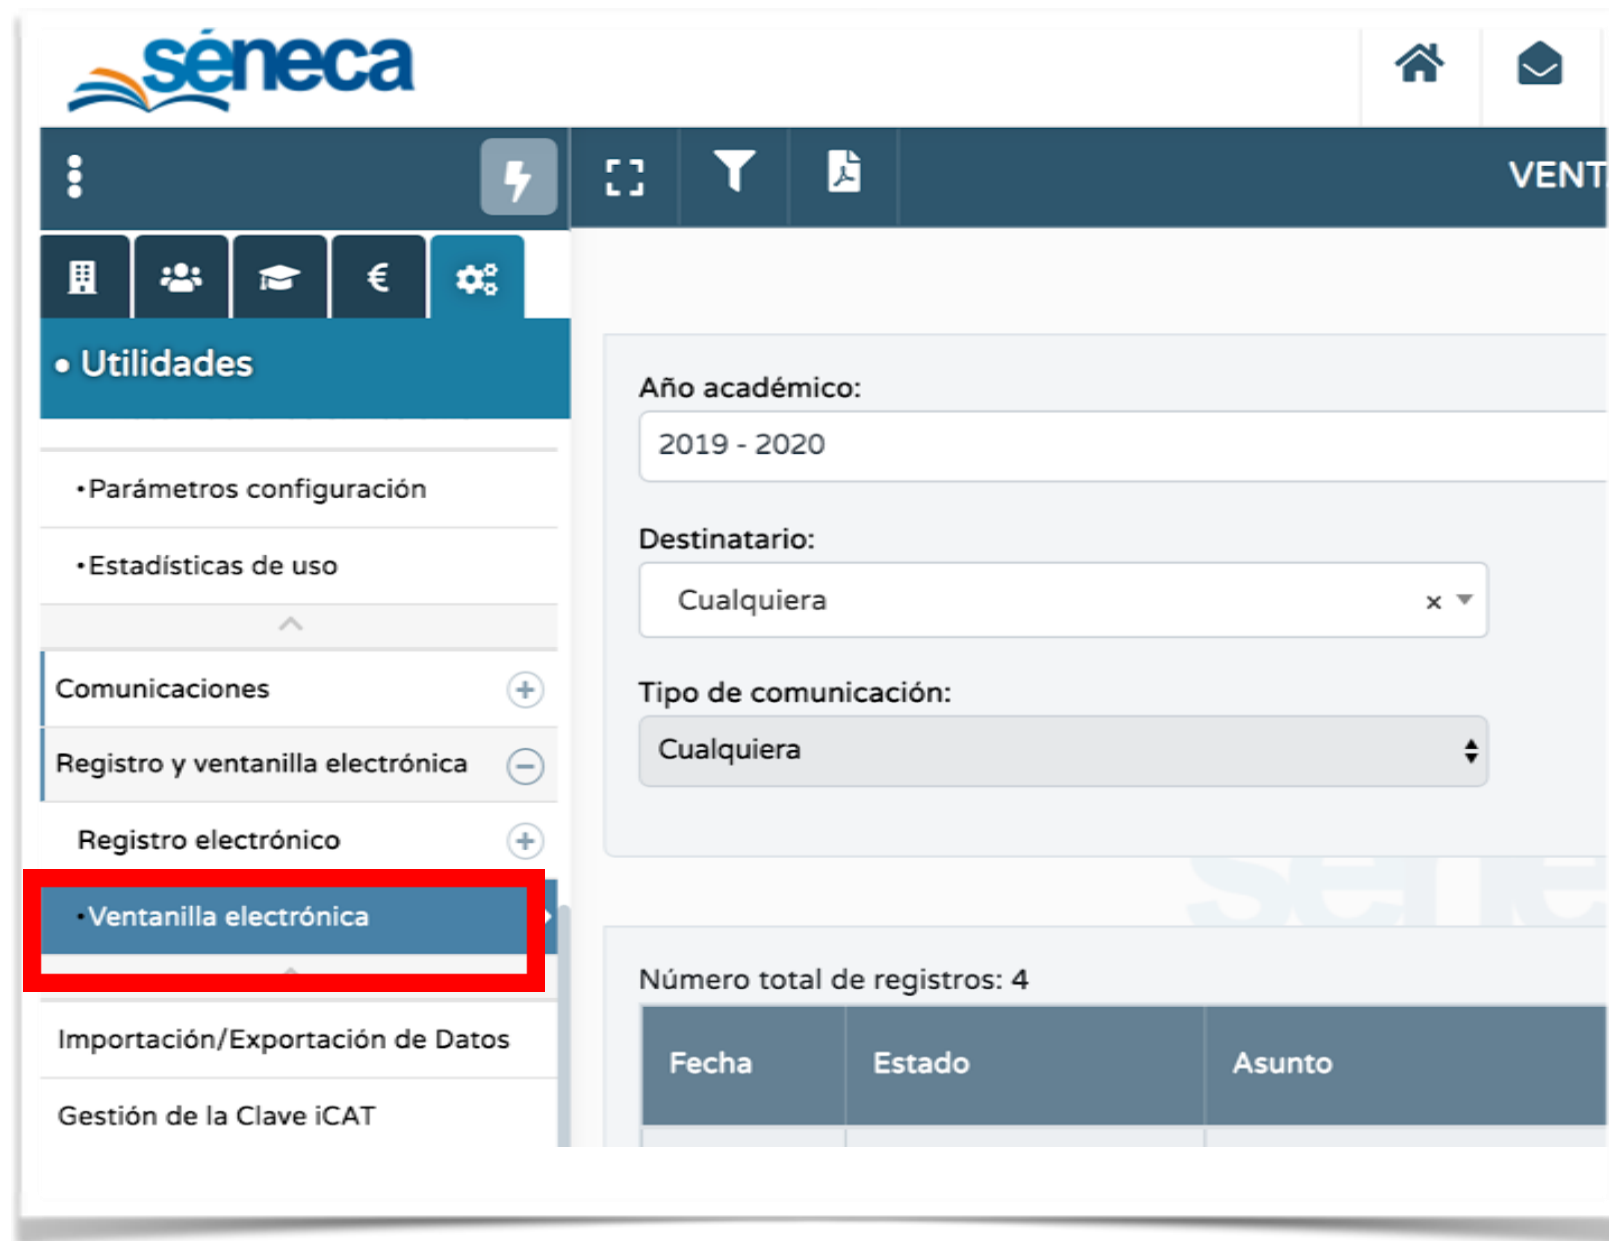 séneca
VENT
€
• Utilidades
•Parámetros configuración
•Estadísticas de uso
Comunicaciones
Registro y ventanilla electrónica
Registro electrónico
•Ventanilla electrónica
Importación/Exportación de Datos
Gestión de la Clave iCAT
Año académico:
2019 - 2020
Destinatario:
Cualquiera
Tipo de comunicación:
Cualquiera
Número total de registros: 4
Fecha Estado Asunto